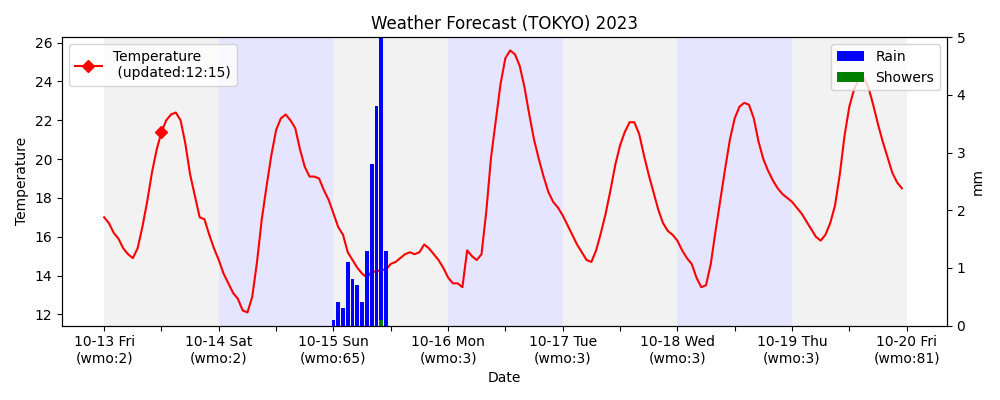 Weather Forecast (TOKYO) 2023
Temperature
(updated:12:15)
Rain
Showers
26
24
22
20
18
16
14
12
Temperature
5
4
3
2
1
0
mm
10-13 Fri
(wmo:2)
10-14 Sat
(wmo:2)
10-15 Sun
(wmo:65)
10-16 Mon
(wmo:3)
10-17 Tue
(wmo:3)
10-18 Wed
(wmo:3)
10-19 Thu
(wmo:3)
10-20 Fri
(wmo:81)
Date